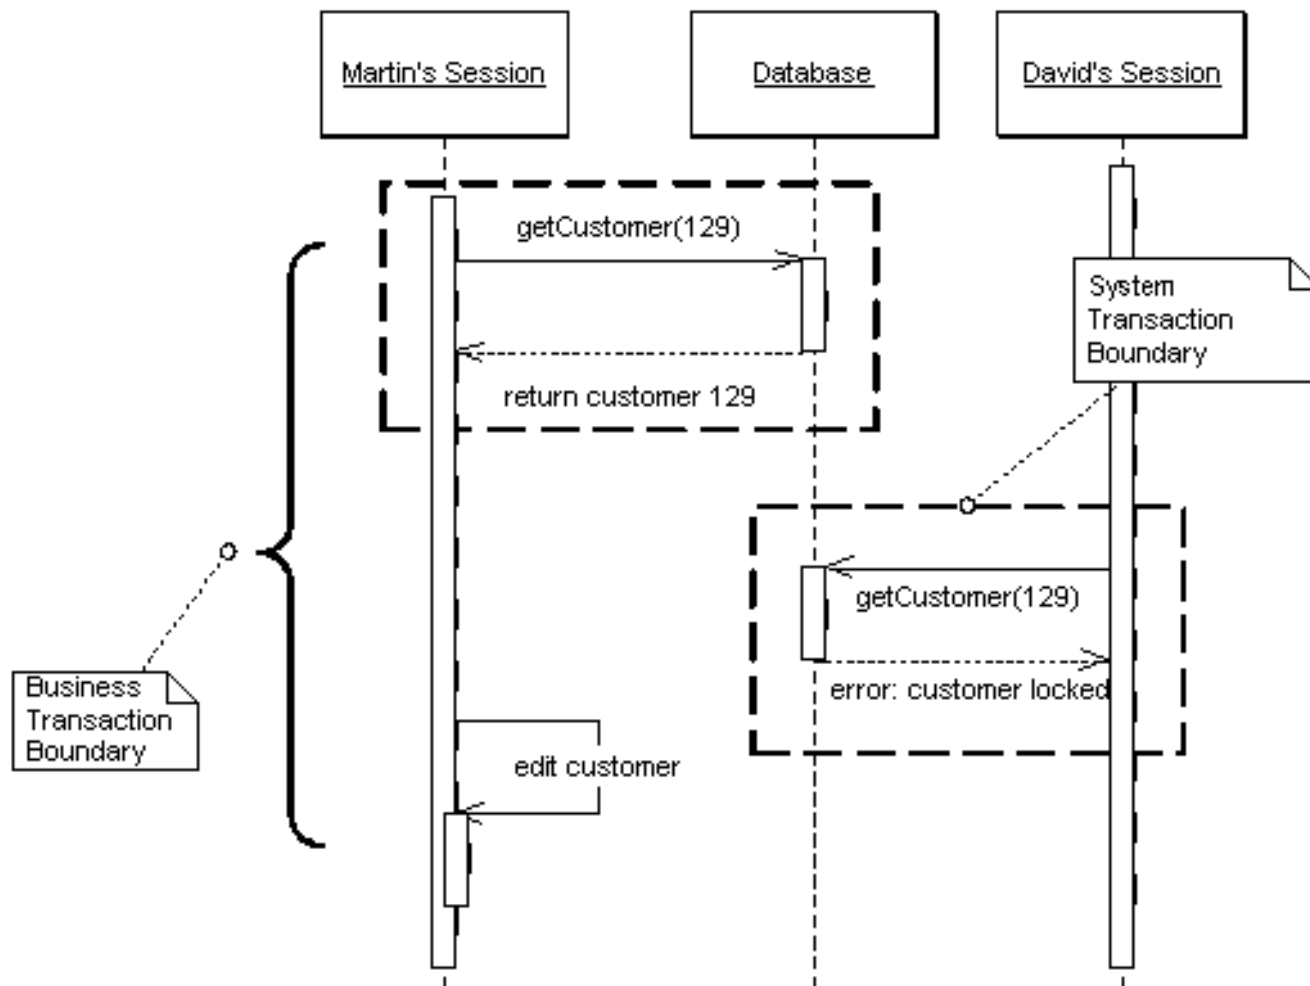 Martin's Session
Database
David's Session
getCustomer(129)
System
Transaction
Boundary
return customer 129
getCustomer(129)
error: customer locked
Business
Transaction
Boundary
edit customer